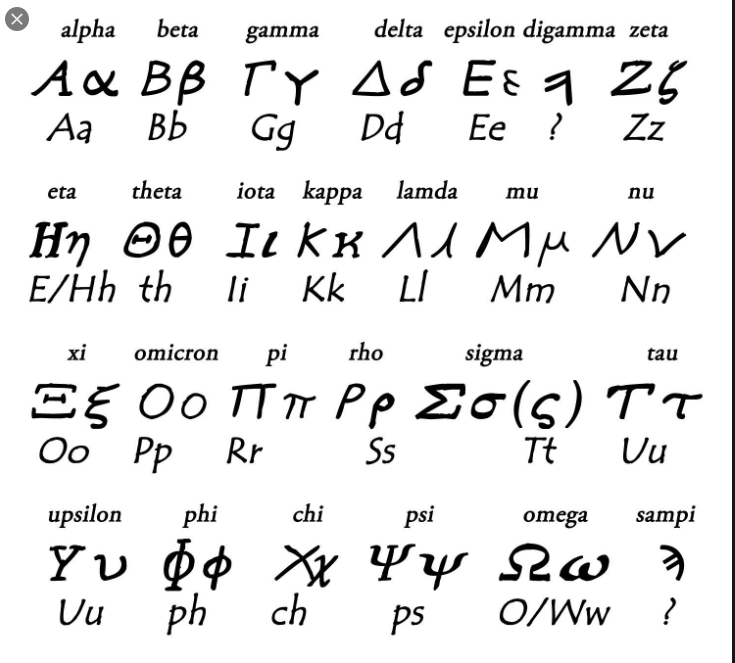 alpha beta gamma delta epsilon digamma zeta
Αα Ββ Γγ Δδ Εε ϟ Ζζ
Aa Bb Gg Dd Ee ? Zz
eta theta iota kappa lamda mu nu
Ηη Θθ Ιι Κκ Λλ Μμ Νν
E/Hh th Ii Kk Ll Mm Nn
xi omicron pi rho sigma tau
Ξξ Οο Ππ Ρρ Σσ(ς) Ττ
Oo Pp Rr Ss Tt Uu
upsilon phi chi psi omega sampi
Υυ Φϕ Χχ Ψψ Ωω ϡ
Uu ph ch ps O/Ww ?